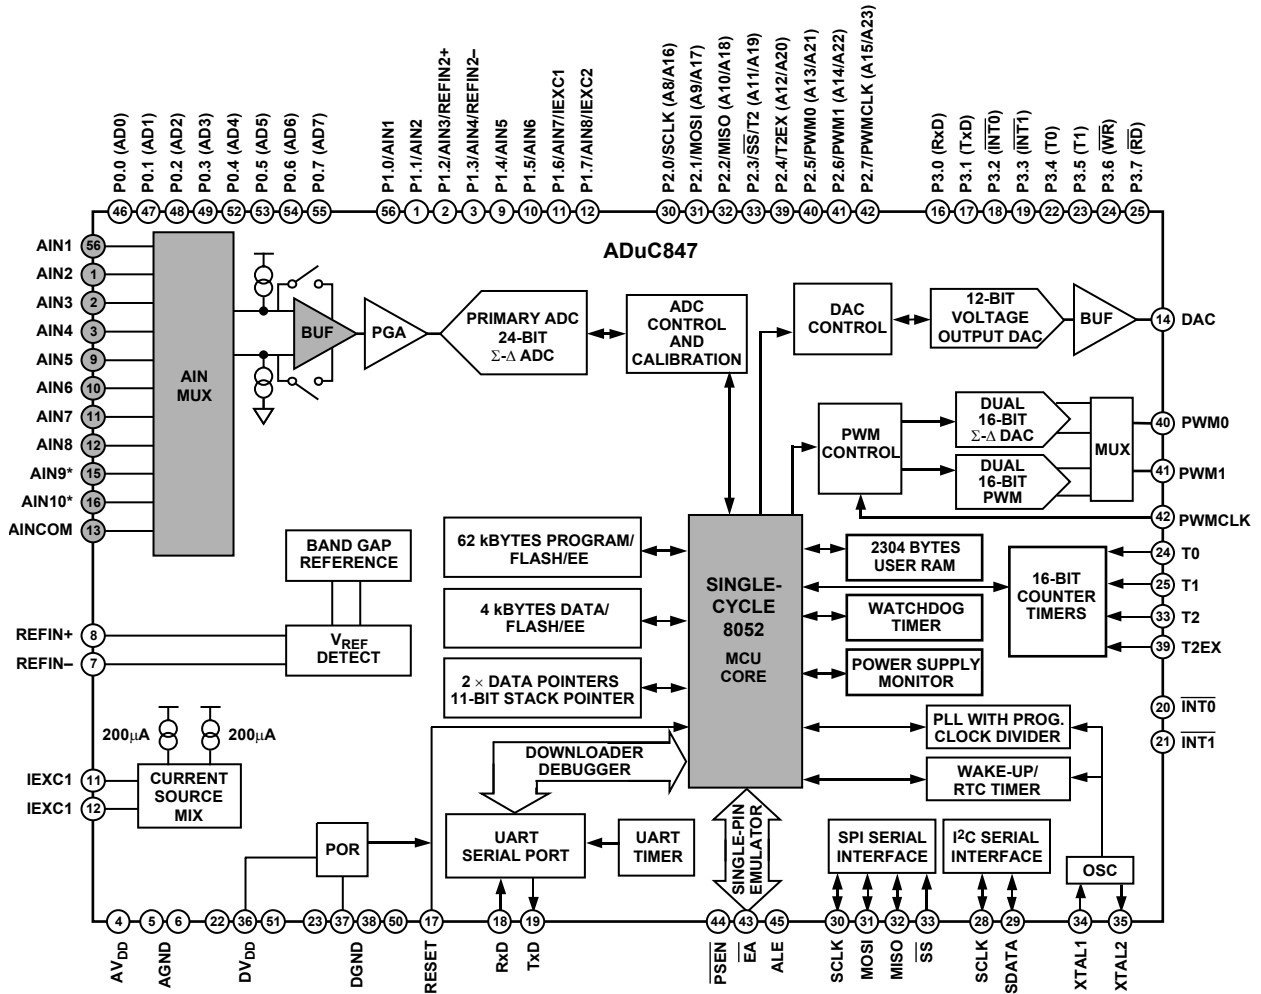 P0.0 (AD0)
P0.1 (AD1)
P0.2 (AD2)
P0.3 (AD3)
P0.4 (AD4)
P0.5 (AD5)
P0.6 (AD6)
P0.7 (AD7)
P1.0/AIN1
P1.1/AIN2
P1.2/AIN3/REFIN2+
P1.3/AIN4/REFIN2–
P1.4/AIN5
P1.5/AIN6
P1.6/AIN7/IEXC1
P1.7/AIN8/IEXC2
P2.0/SCLK (A8/A16)
P2.1/MOSI (A9/A17)
P2.2/MISO (A10/A18)
P2.3/S̅S̅/T2 (A11/A19)
P2.4/T2EX (A12/A20)
P2.5/PWM0 (A13/A21)
P2.6/PWM1 (A14/A22)
P2.7/PWMCLK (A15/A23)
P3.0 (RxD)
P3.1 (TxD)
P3.2 (I̅N̅T̅0̅)
P3.3 (I̅N̅T̅1̅)
P3.4 (T0)
P3.5 (T1)
P3.6 (W̅R̅)
P3.7 (R̅D̅)
46 47 48 49 52 53 54 55 56 1 2 3 9 10 11 12 30 31 32 33 39 40 41 42 16 17 18 19 22 23 24 25
ADuC847
AIN1 56
AIN2 1
AIN3 2
AIN4 3
AIN5 9
AIN6 10
AIN7 11
AIN8 12
AIN9* 15
AIN10* 16
AINCOM 13
AIN
MUX
BUF
PGA
PRIMARY ADC
24-BIT
Σ-Δ ADC
ADC
CONTROL
AND
CALIBRATION
DAC
CONTROL
12-BIT
VOLTAGE
OUTPUT DAC
BUF
14 DAC
PWM
CONTROL
DUAL
16-BIT
Σ-Δ DAC
DUAL
16-BIT
PWM
MUX
40 PWM0
41 PWM1
42 PWMCLK
BAND GAP
REFERENCE
REFIN+ 8
REFIN– 7
VREF
DETECT
62 kBYTES PROGRAM/
FLASH/EE
4 kBYTES DATA/
FLASH/EE
2 × DATA POINTERS
11-BIT STACK POINTER
SINGLE-
CYCLE
8052
MCU
CORE
2304 BYTES
USER RAM
WATCHDOG
TIMER
POWER SUPPLY
MONITOR
16-BIT
COUNTER
TIMERS
24 T0
25 T1
33 T2
39 T2EX
20 I̅N̅T̅0̅
21 I̅N̅T̅1̅
PLL WITH PROG.
CLOCK DIVIDER
WAKE-UP/
RTC TIMER
200μA
200μA
IEXC1 11
IEXC1 12
CURRENT
SOURCE
MIX
DOWNLOADER
DEBUGGER
POR
UART
SERIAL PORT
UART
TIMER
SINGLE-PIN
EMULATOR
SPI SERIAL
INTERFACE
I²C SERIAL
INTERFACE
OSC
4 5 6 22 36 51 23 37 38 50 17 18 19 44 43 45 30 31 32 33 28 29 34 35
AVDD
AGND
DVDD
DGND
RESET
RxD
TxD
P̅S̅E̅N̅
E̅A̅
ALE
SCLK
MOSI
MISO
S̅S̅
SCLK
SDATA
XTAL1
XTAL2